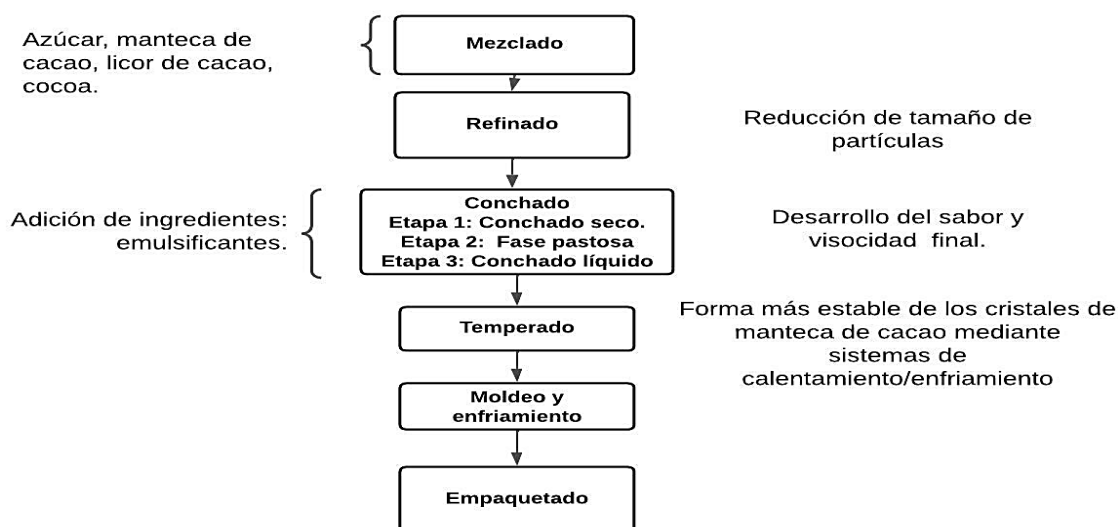 Azúcar, manteca de
cacao, licor de cacao,
cocoa.
Mezclado
Refinado
Reducción de tamaño de
partículas
Adición de ingredientes:
emulsificantes.
Conchado
Etapa 1: Conchado seco.
Etapa 2: Fase pastosa
Etapa 3: Conchado líquido
Desarrollo del sabor y
visocidad final.
Temperado
Forma más estable de los cristales de
manteca de cacao mediante
sistemas de
calentamiento/enfriamiento
Moldeo y
enfriamiento
Empaquetado